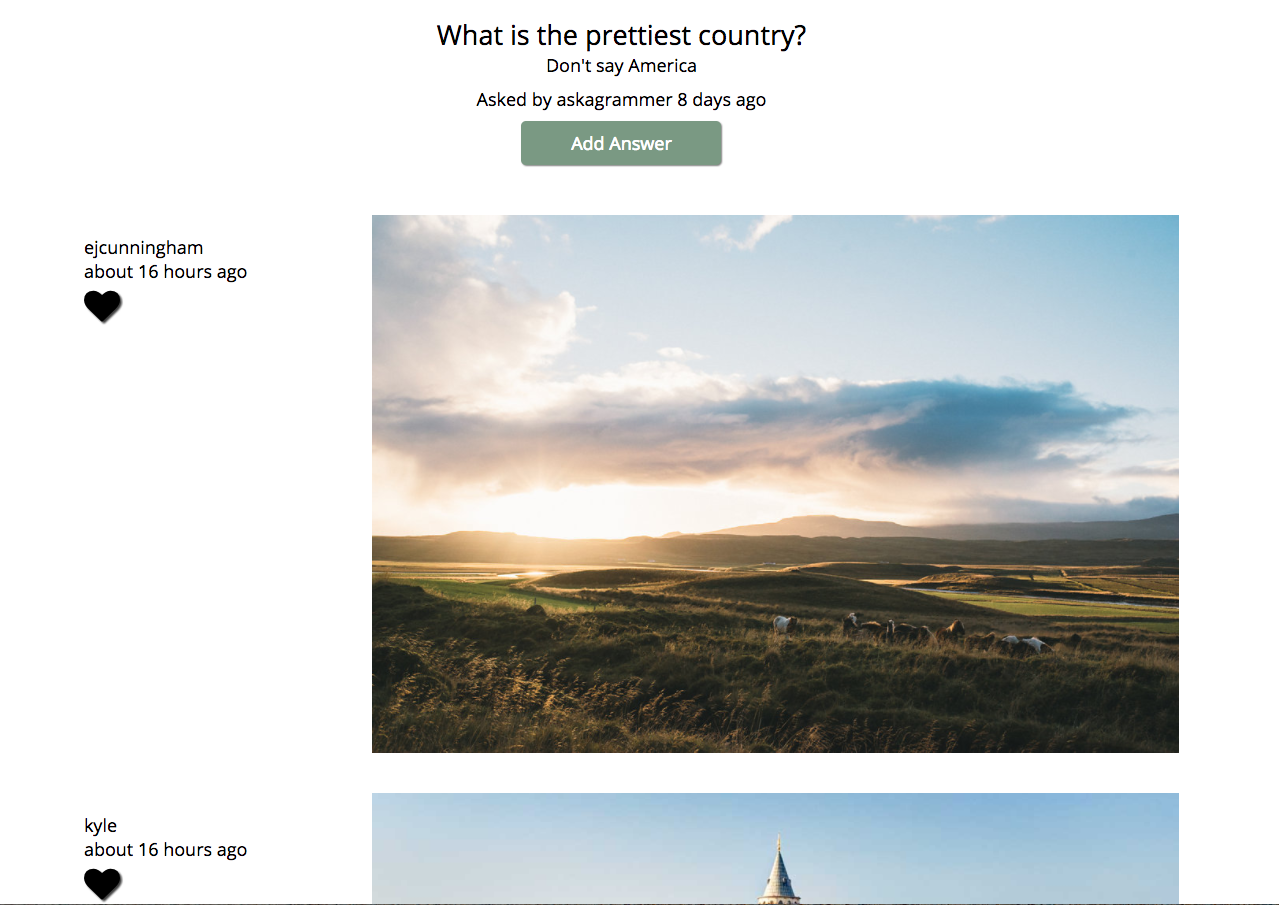 What is the prettiest country?
Don't say America
Asked by askagrammer 8 days ago
Add Answer
ejcunningham
about 16 hours ago
kyle
about 16 hours ago